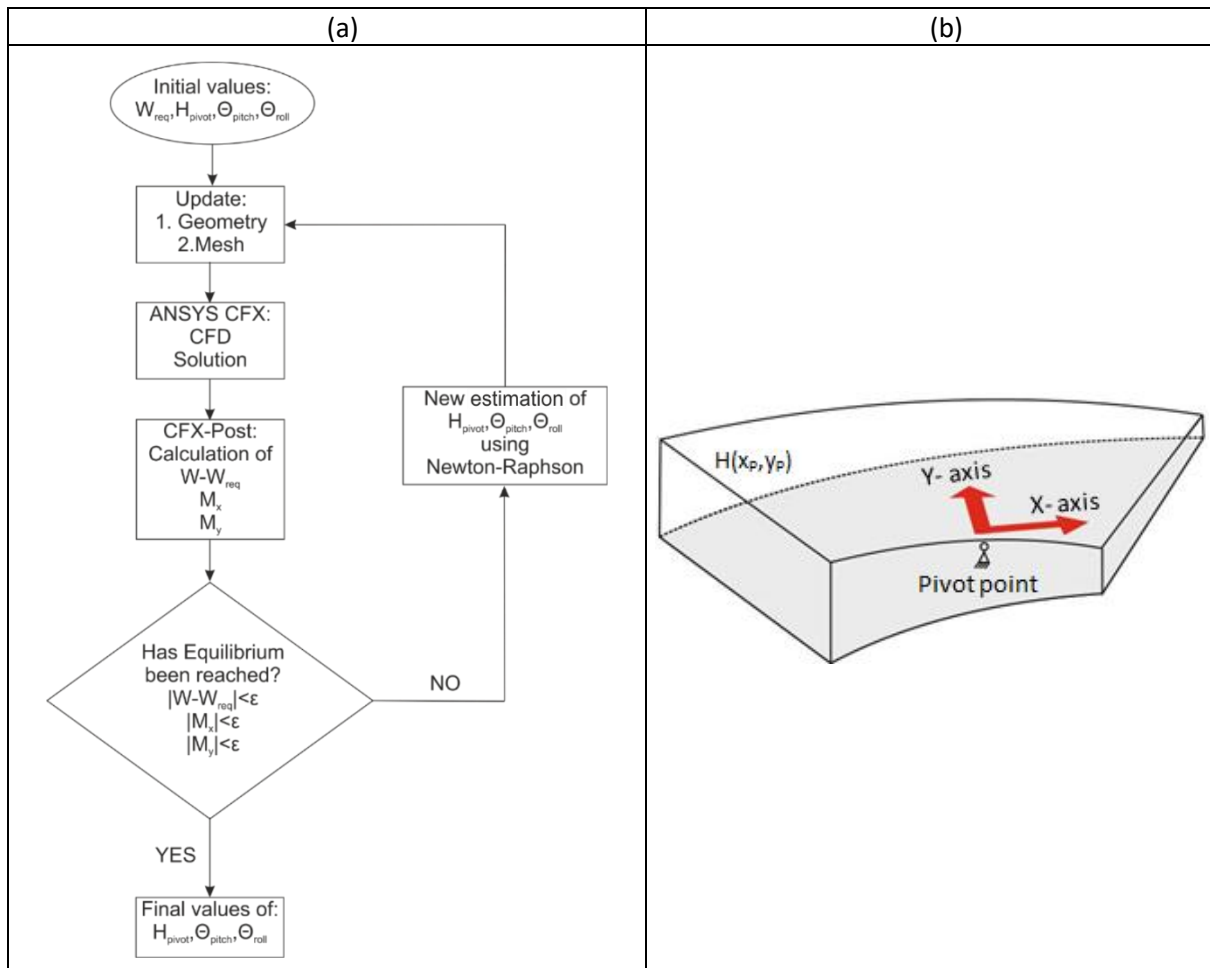 (a)
(b)
Initial values:
W_req,H_pivot,Θ_pitch,Θ_roll
Update:
1. Geometry
2.Mesh
ANSYS CFX:
CFD
Solution
CFX-Post:
Calculation of
W-W_req
M_x
M_y
New estimation of
H_pivot,Θ_pitch,Θ_roll
using
Newton-Raphson
Has Equilibrium
been reached?
|W-W_req|<ε
|M_x|<ε
|M_y|<ε
NO
YES
Final values of:
H_pivot,Θ_pitch,Θ_roll
H(x_P,y_P)
Y- axis
X- axis
Pivot point